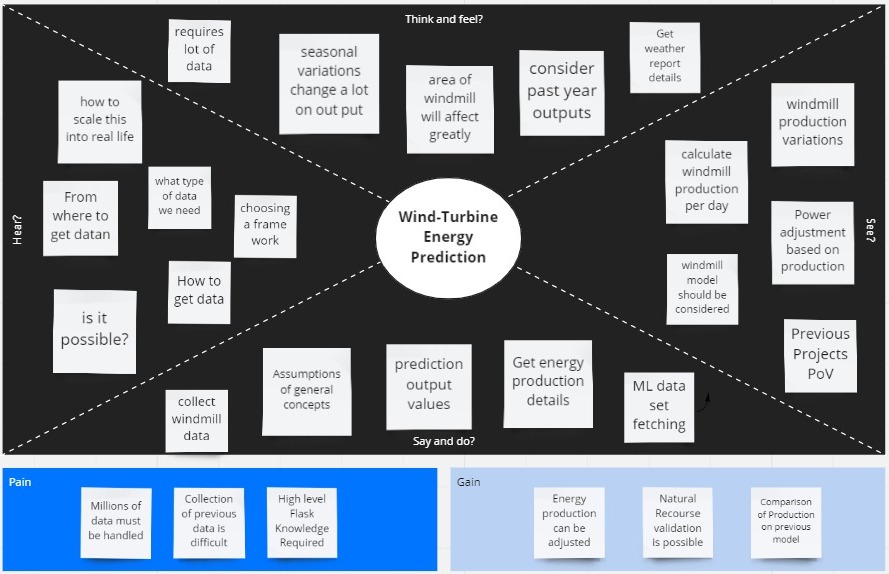 Think and feel?
requires
lot of
data
seasonal
variations
change a lot
on out put
area of
windmill
will affect
greatly
consider
past year
outputs
Get
weather
report
details
Hear?
how to
scale this
into real life
From
where to
get datan
what type
of data
we need
choosing
a frame
work
How to
get data
is it
possible?
Wind-Turbine
Energy
Prediction
See?
windmill
production
variations
calculate
windmill
production
per day
Power
adjustment
based on
production
windmill
model
should be
considered
Previous
Projects
PoV
collect
windmill
data
Assumptions
of general
concepts
prediction
output
values
Get energy
production
details
ML data
set
fetching
Say and do?
Pain
Millions of
data must
be handled
Collection
of previous
data is
difficult
High level
Flask
Knowledge
Required
Gain
Energy
production
can be
adjusted
Natural
Recourse
validation
is possible
Comparison
of Production
on previous
model